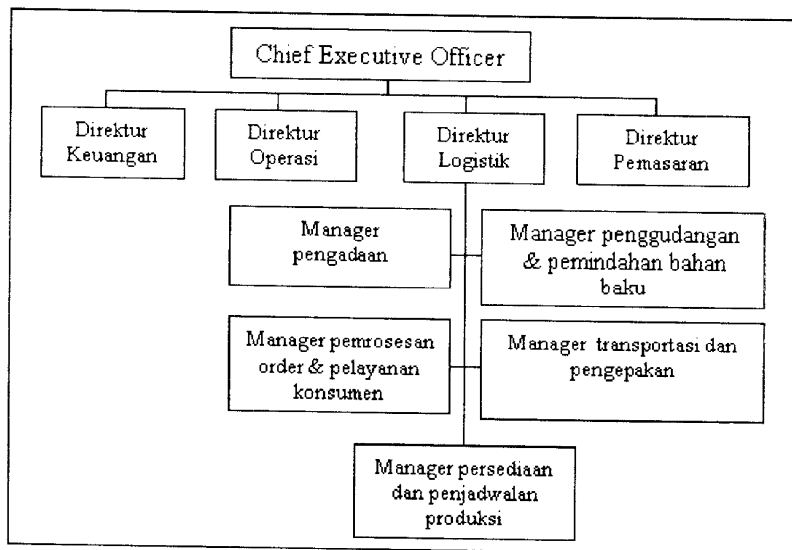 Chief Executive Officer
Direktur
Keuangan
Direktur
Operasi
Direktur
Logistik
Direktur
Pemasaran
Manager
pengadaan
Manager penggudangan
& pemindahan bahan
baku
Manager pemrosesan
order & pelayanan
konsumen
Manager transportasi dan
pengepakan
Manager persediaan
dan penjadwalan
produksi